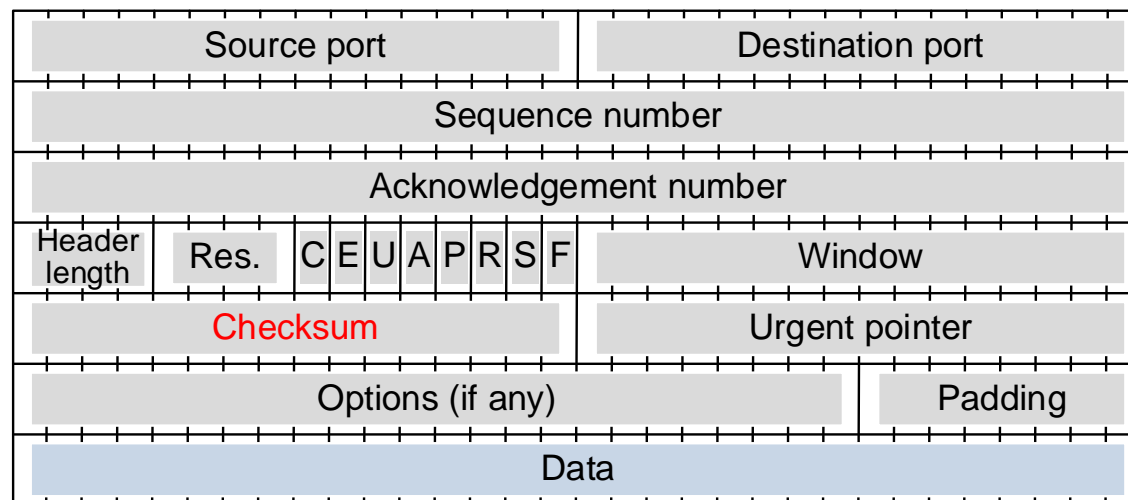 Source port Destination port
Sequence number
Acknowledgement number
Header
length Res. C E U A P R S F Window
Checksum Urgent pointer
Options (if any) Padding
Data